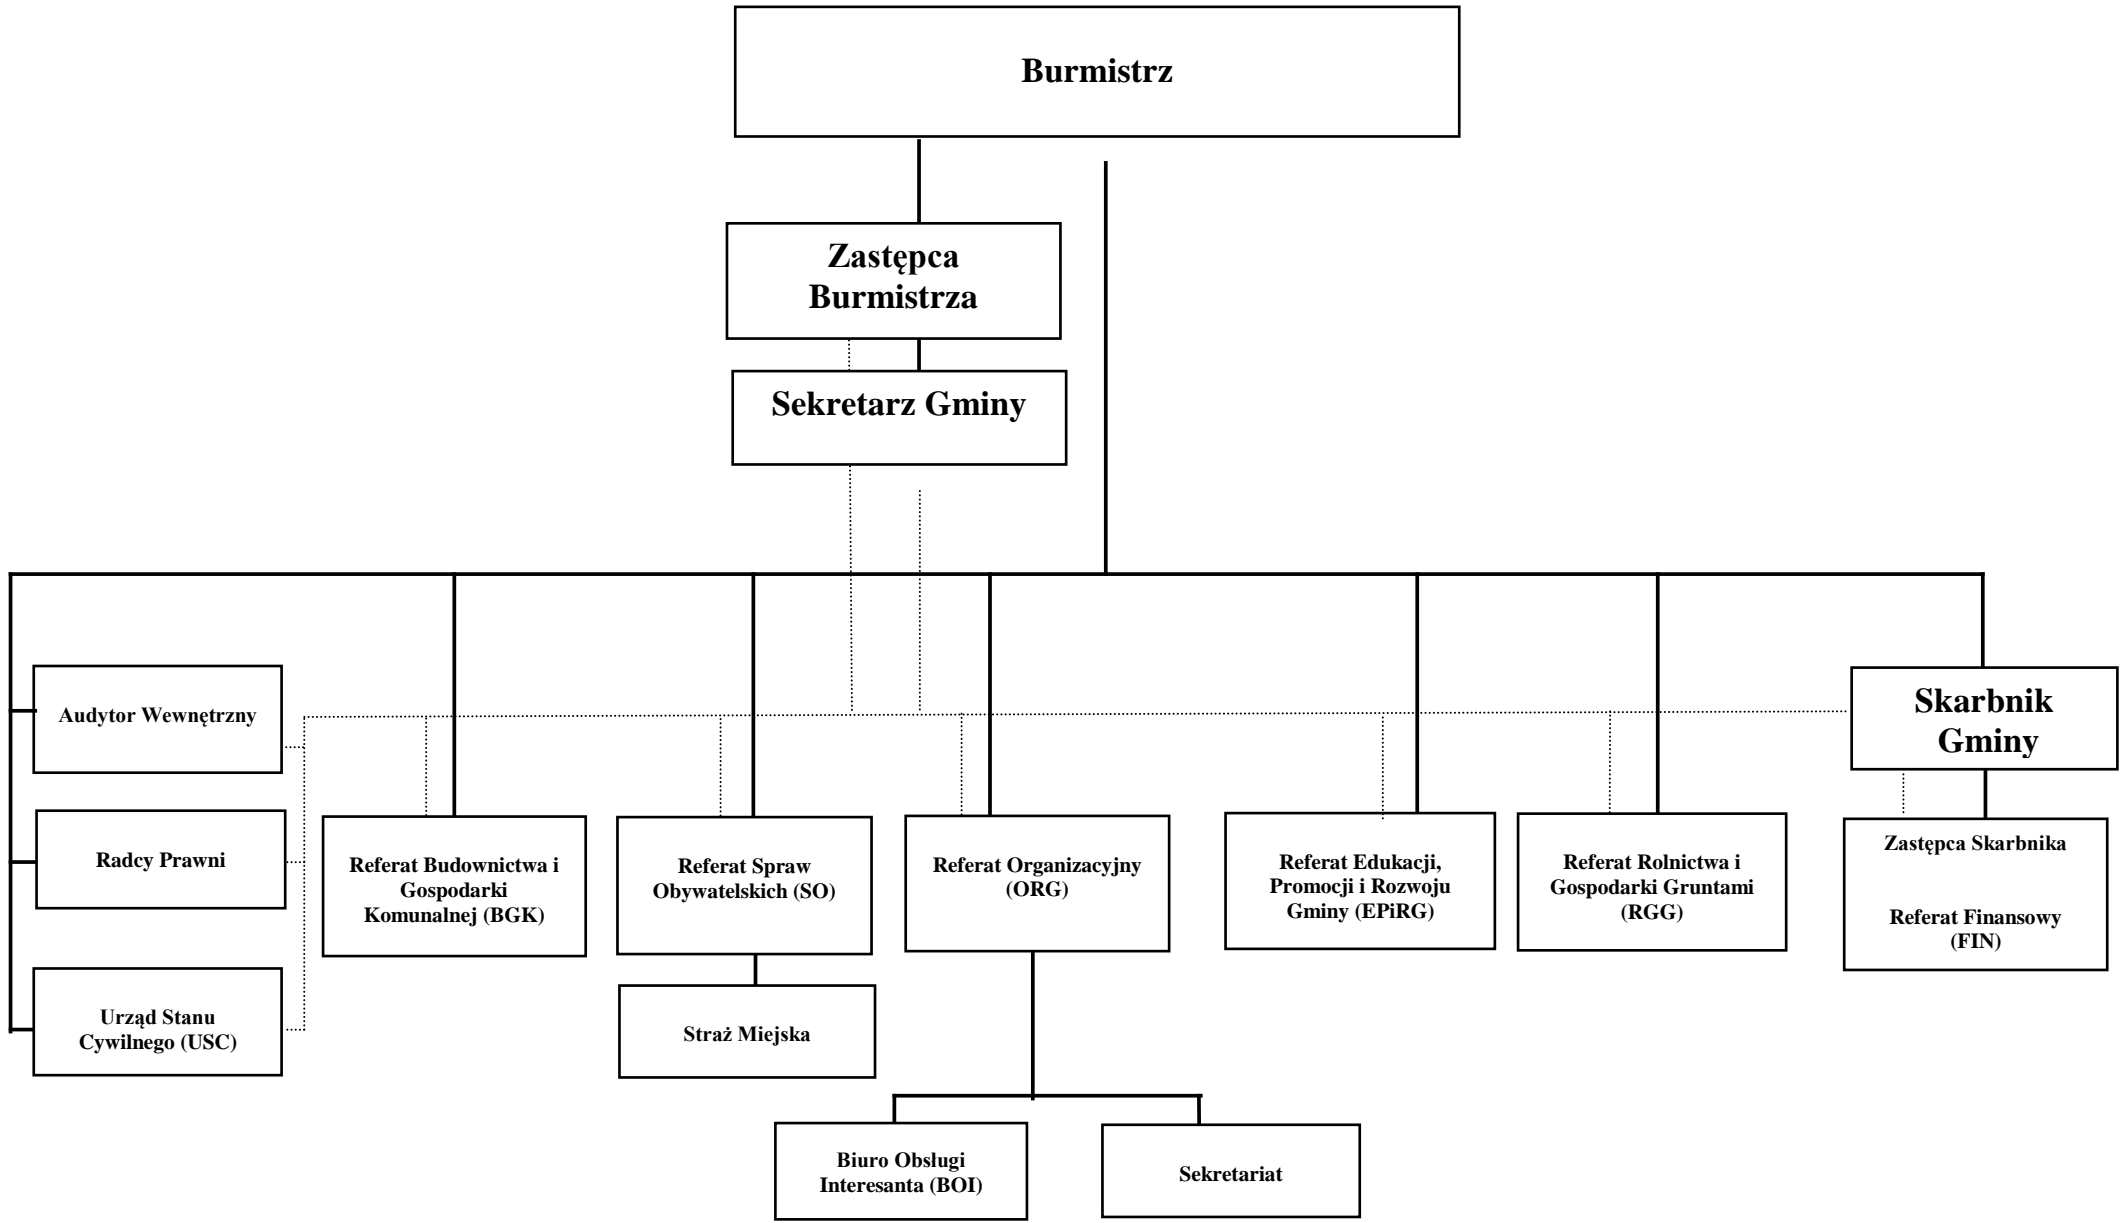 Burmistrz
Zastępca
Burmistrza
Sekretarz Gminy
Audytor Wewnętrzny
Skarbnik
Gminy
Radcy Prawni
Referat Budownictwa i
Gospodarki
Komunalnej (BGK)
Referat Spraw
Obywatelskich (SO)
Referat Organizacyjny
(ORG)
Referat Edukacji,
Promocji i Rozwoju
Gminy (EPiRG)
Referat Rolnictwa i
Gospodarki Gruntami
(RGG)
Zastępca Skarbnika
Referat Finansowy
(FIN)
Urząd Stanu
Cywilnego (USC)
Straż Miejska
Biuro Obsługi
Interesanta (BOI)
Sekretariat